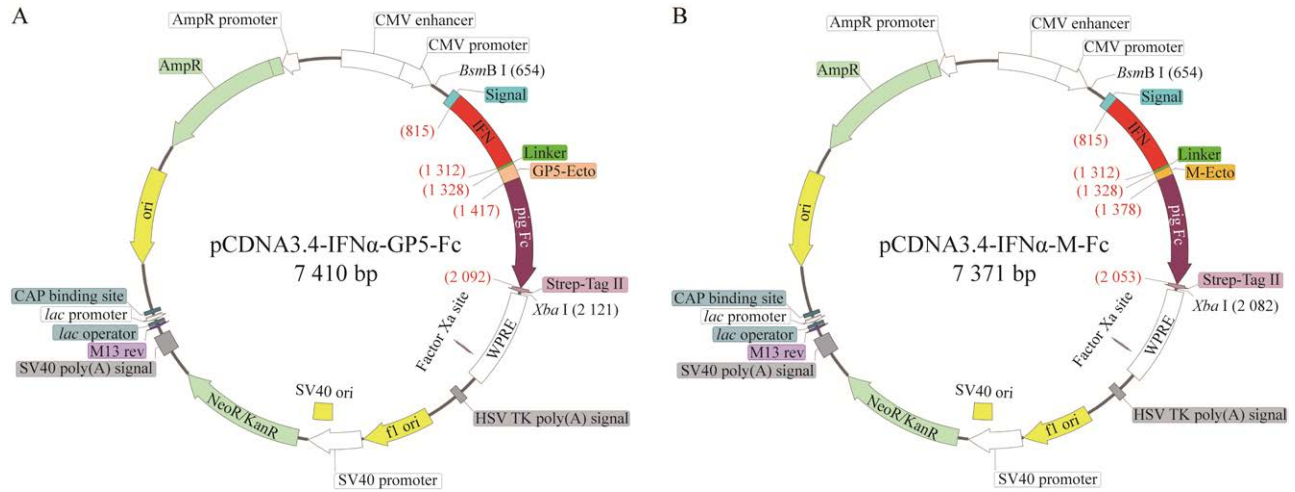 A
AmpR promoter
CMV enhancer
CMV promoter
AmpR
BsmB I (654)
Signal
(815)
IFN
Linker
(1 312)
GP5-Ecto
(1 328)
(1 417)
pig Fc
ori
pCDNA3.4-IFNα-GP5-Fc
7 410 bp
(2 092)
Strep-Tag II
Xba I (2 121)
CAP binding site
lac promoter
lac operator
M13 rev
SV40 poly(A) signal
Factor Xa site
WPRE
SV40 ori
NeoR/KanR
f1 ori
HSV TK poly(A) signal
SV40 promoter
B
AmpR promoter
CMV enhancer
CMV promoter
AmpR
BsmB I (654)
Signal
(815)
IFN
Linker
(1 312)
M-Ecto
(1 328)
(1 378)
pig Fc
ori
pCDNA3.4-IFNα-M-Fc
7 371 bp
(2 053)
Strep-Tag II
Xba I (2 082)
CAP binding site
lac promoter
lac operator
M13 rev
SV40 poly(A) signal
Factor Xa site
WPRE
SV40 ori
NeoR/KanR
f1 ori
HSV TK poly(A) signal
SV40 promoter